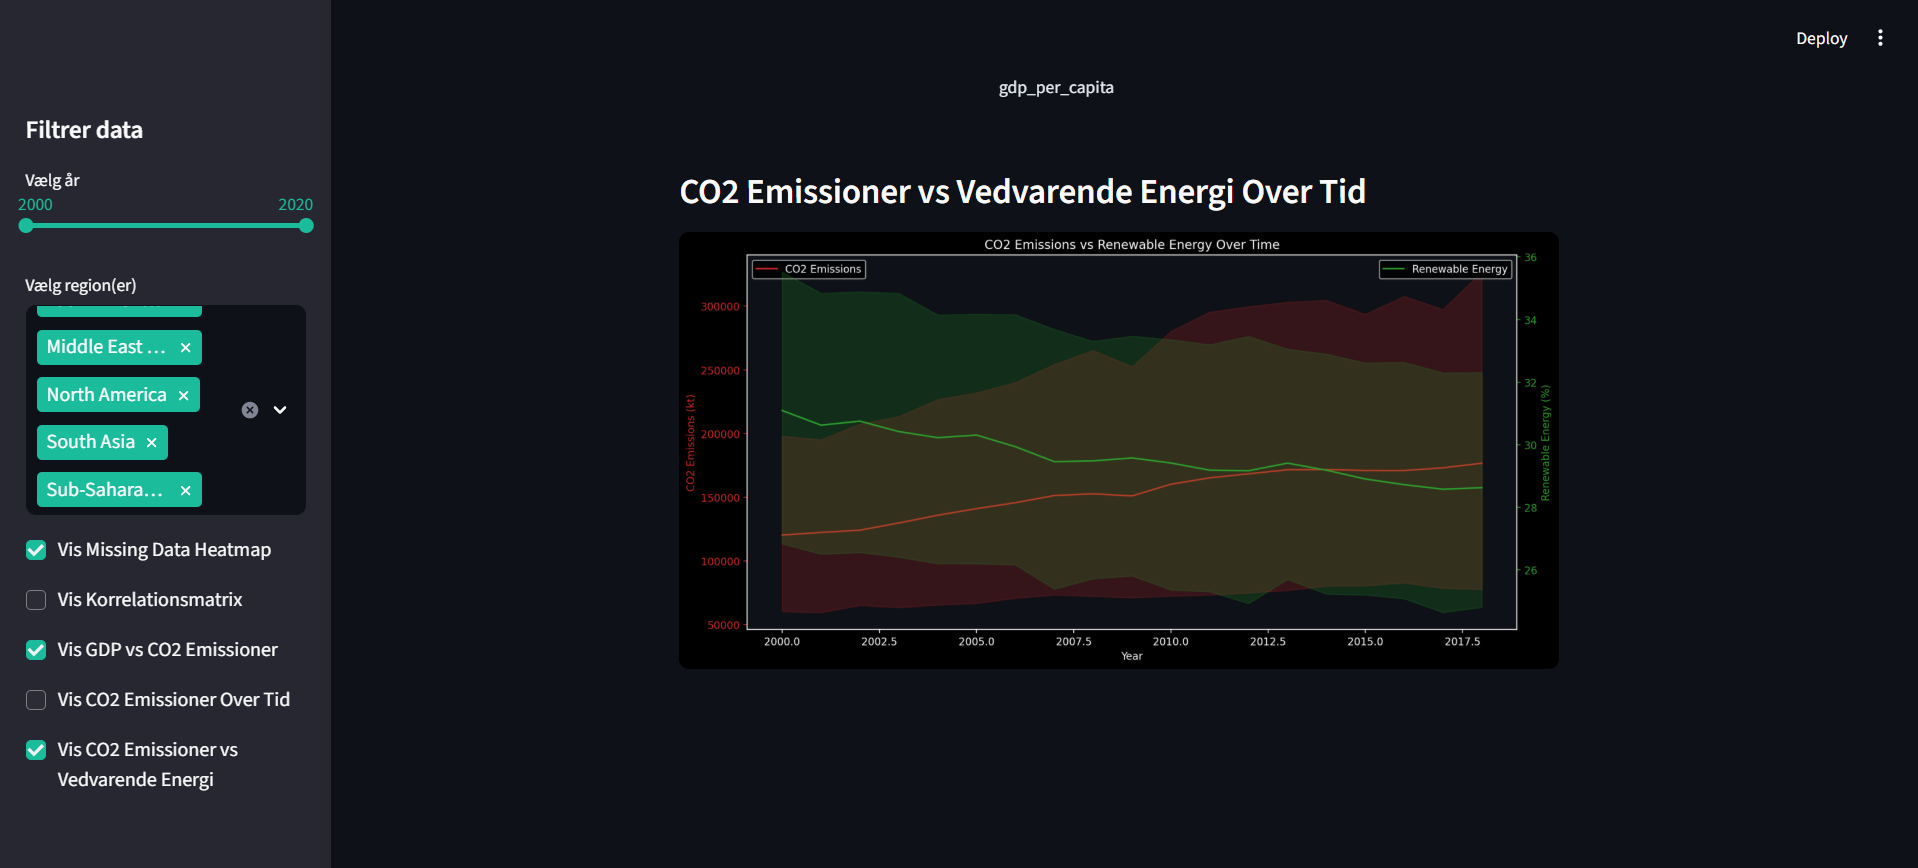 Deploy
gdp_per_capita
Filtrer data
Vælg år
2000 2020
Vælg region(er)
Middle East ...
North America
South Asia
Sub-Sahara...
Vis Missing Data Heatmap
Vis Korrelationsmatrix
Vis GDP vs CO2 Emissioner
Vis CO2 Emissioner Over Tid
Vis CO2 Emissioner vs
Vedvarende Energi
CO2 Emissioner vs Vedvarende Energi Over Tid
CO2 Emissions vs Renewable Energy Over Time
CO2 Emissions
Renewable Energy
CO2 Emissions (kt)
300000
250000
200000
150000
100000
50000
36
34
32
30
28
26
Renewable Energy (%)
2000.0 2002.5 2005.0 2007.5 2010.0 2012.5 2015.0 2017.5
Year